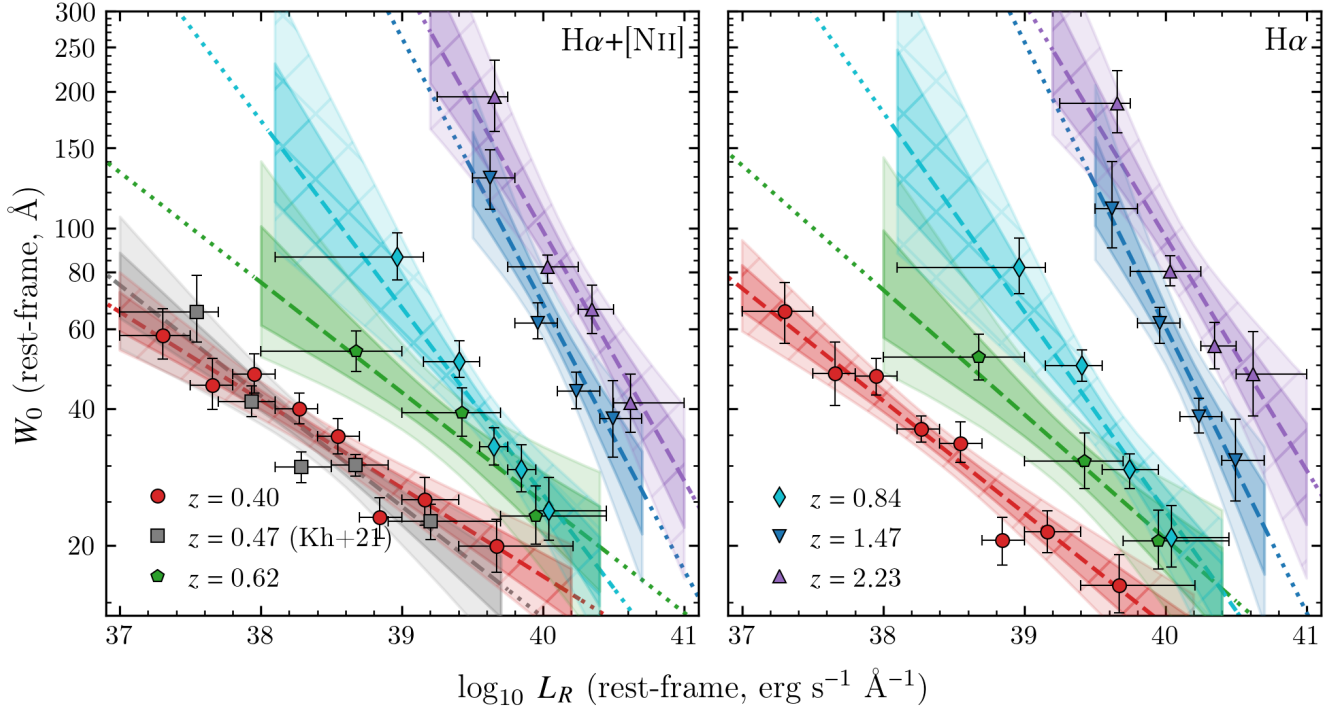 Hα+[NII]
Hα
300
200
150
100
80
60
40
20
W₀ (rest-frame, Å)
z = 0.40
z = 0.47 (Kh+21)
z = 0.62
z = 0.84
z = 1.47
z = 2.23
37 38 39 40 41
37 38 39 40 41
log₁₀ L_R (rest-frame, erg s⁻¹ Å⁻¹)